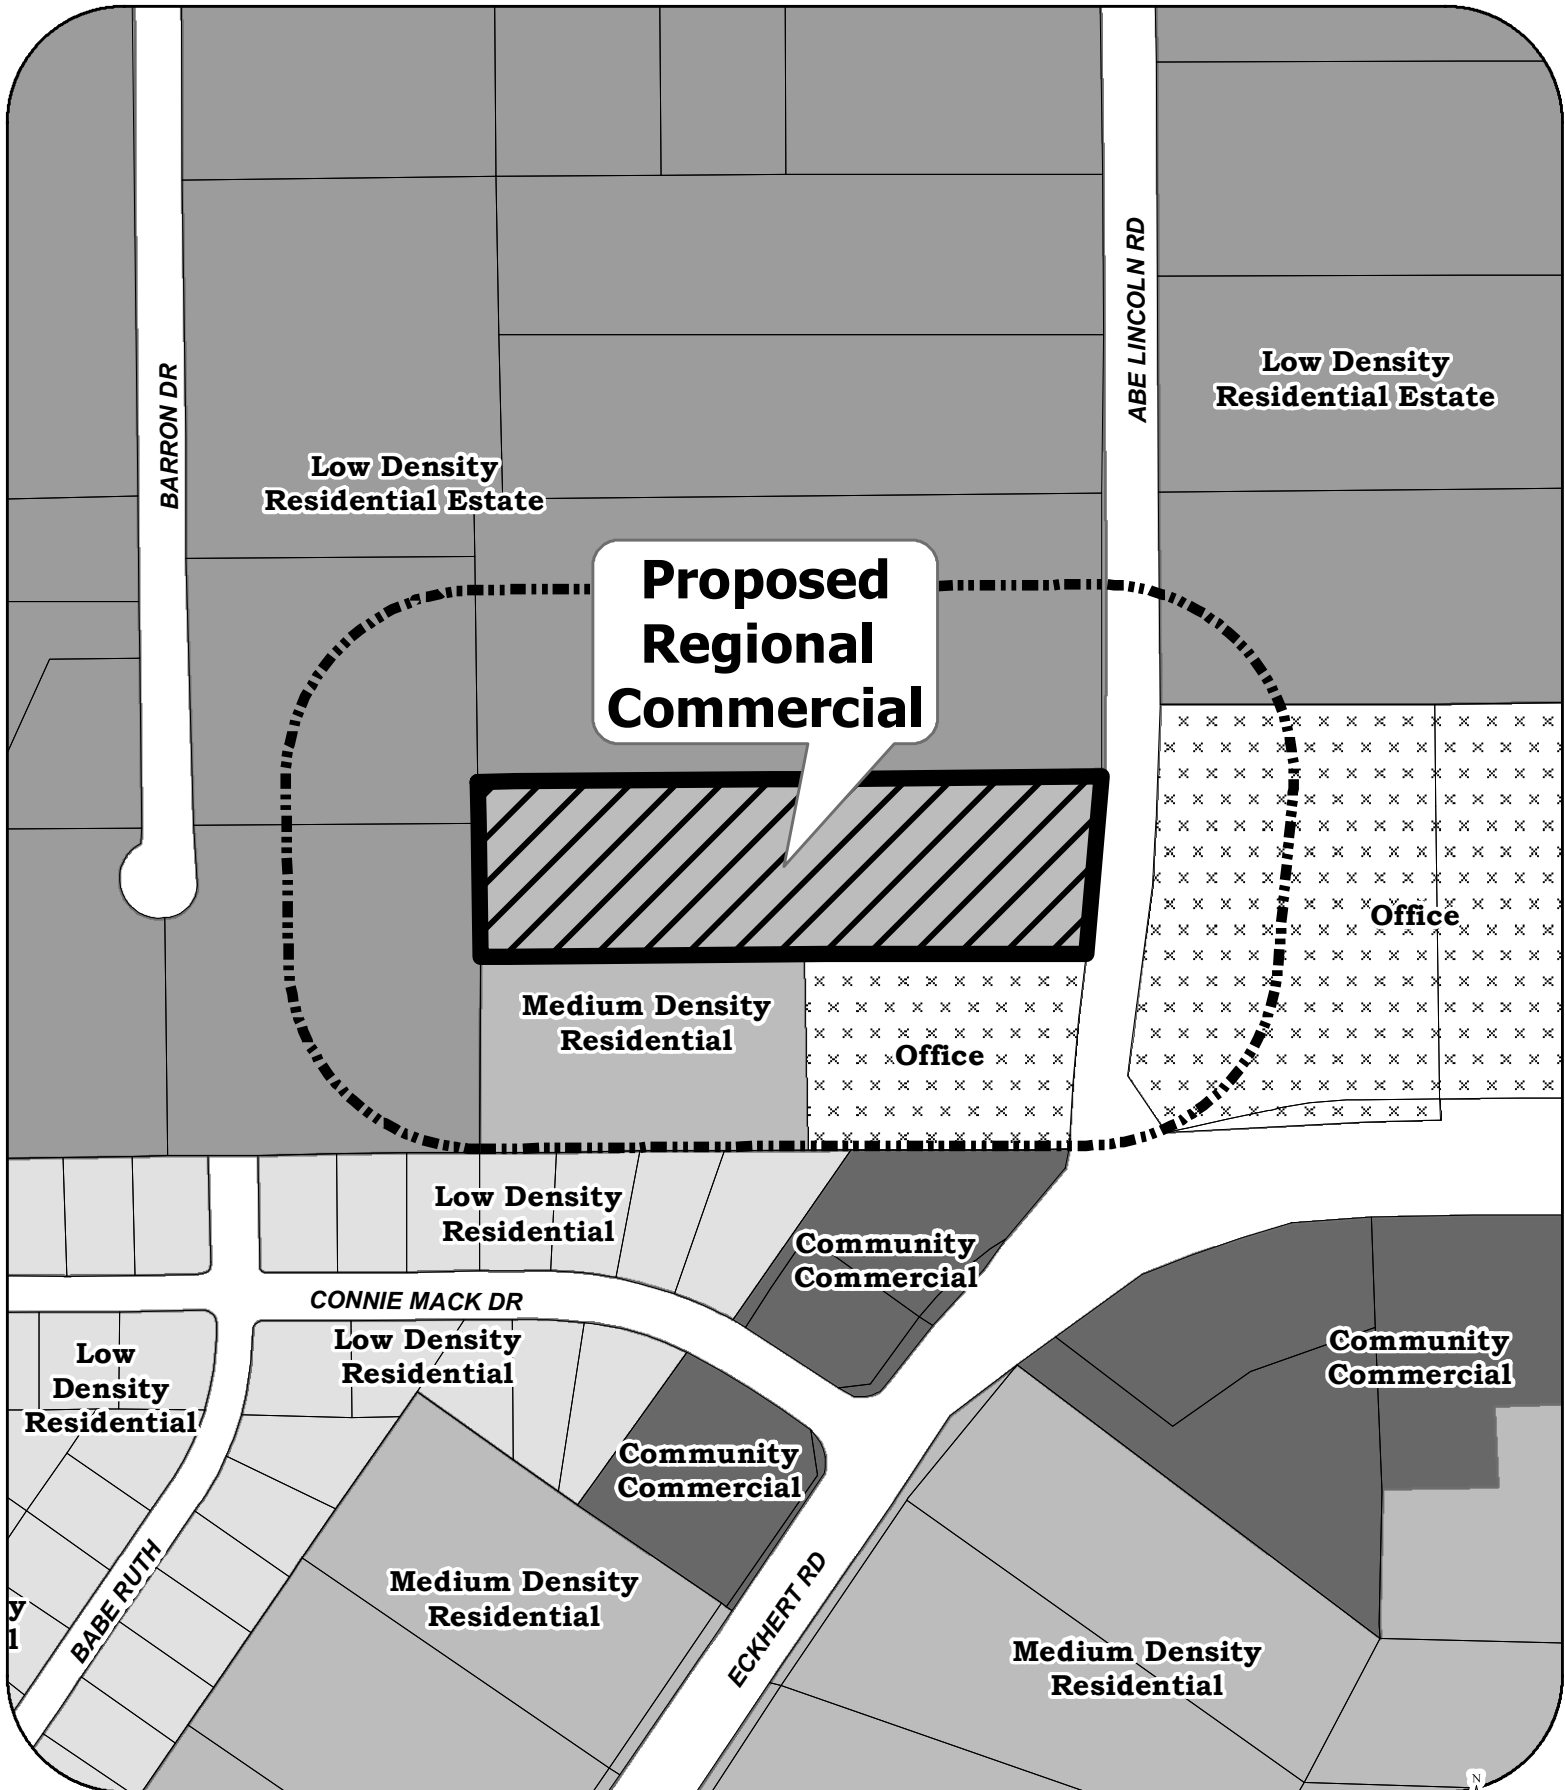 ABE LINCOLN RD
BARRON DR
Low Density
Residential Estate
Low Density
Residential Estate
Proposed
Regional
Commercial
Office
Medium Density
Residential
Office
Low Density
Residential
Community
Commercial
CONNIE MACK DR
Low Density
Residential
Low
Density
Residential
Community
Commercial
Community
Commercial
Medium Density
Residential
y
l
BABE RUTH
ECKHERT RD
Medium Density
Residential
N